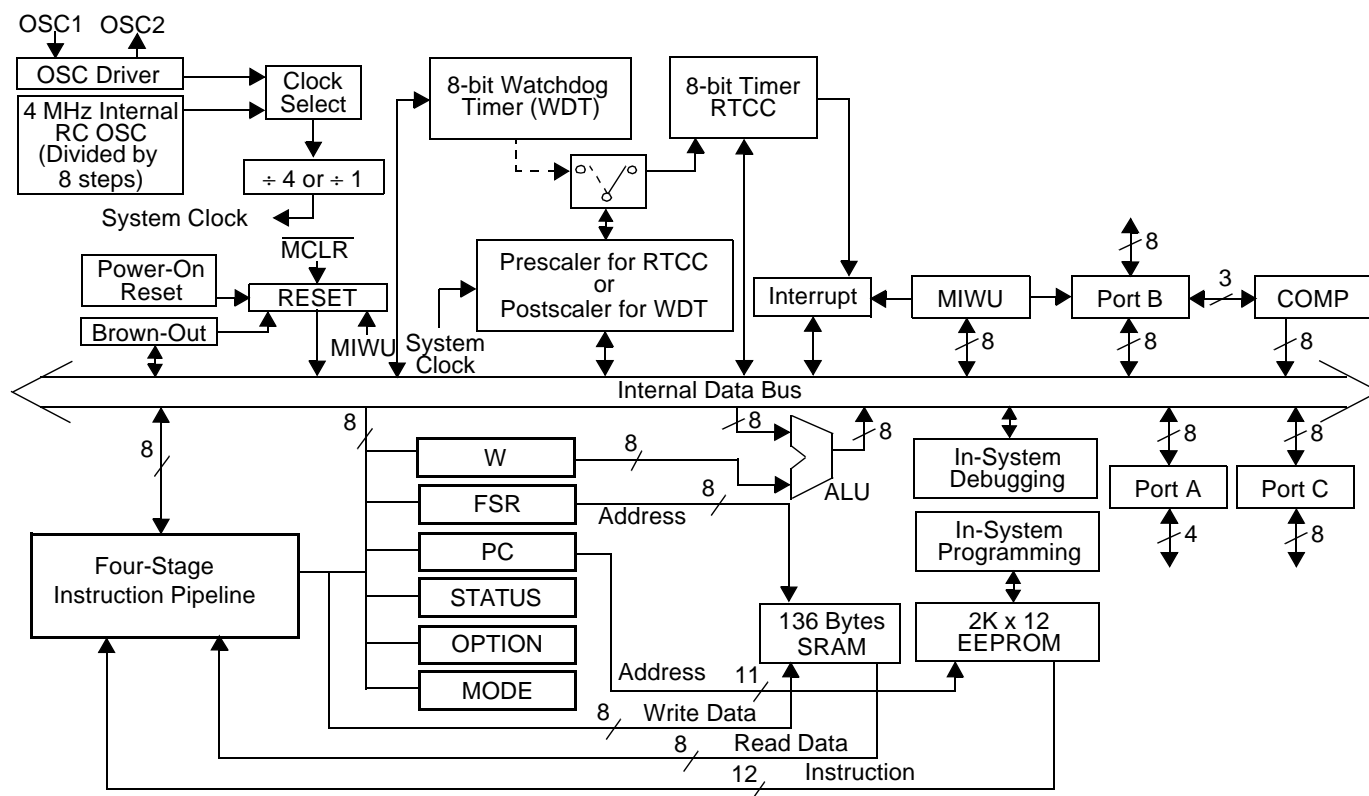 OSC1 OSC2
OSC Driver
4 MHz Internal
RC OSC
(Divided by
8 steps)
Clock
Select
÷ 4 or ÷ 1
System Clock
8-bit Watchdog
Timer (WDT)
8-bit Timer
RTCC
MCLR
Power-On
Reset
RESET
Brown-Out
MIWU
System
Clock
Prescaler for RTCC
or
Postscaler for WDT
Interrupt
MIWU
8
Port B
8
8
3
COMP
8
Internal Data Bus
8
8
8
8
W
8
FSR
Address
8
PC
STATUS
OPTION
MODE
ALU
In-System
Debugging
8
Port A
4
8
Port C
8
In-System
Programming
Four-Stage
Instruction Pipeline
136 Bytes
SRAM
2K x 12
EEPROM
Address 11
8 Write Data
8 Read Data
12 Instruction